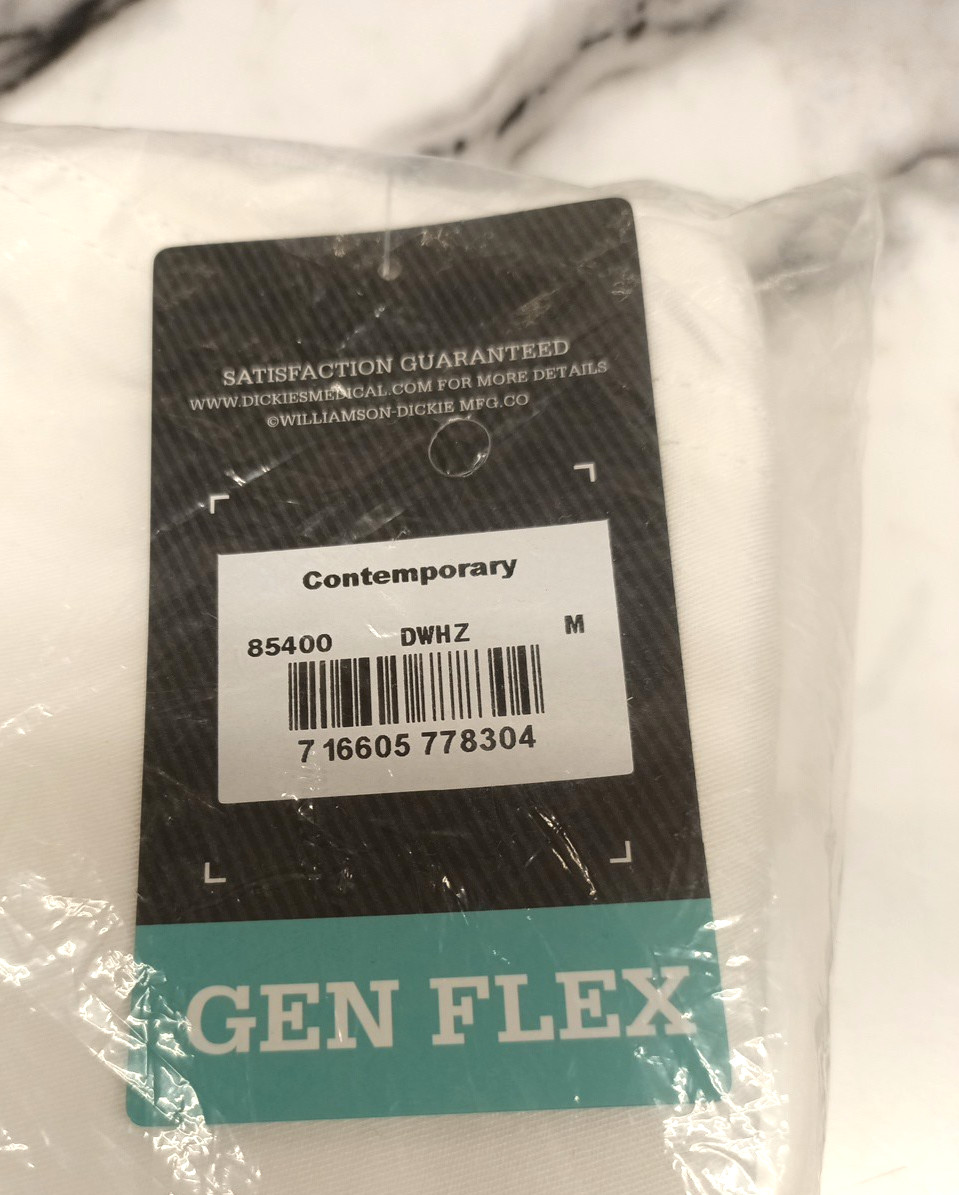 SATISFACTION GUARANTEED
WWW.DICKIESMEDICAL.COM FOR MORE DETAILS
©WILLIAMSON-DICKIE MFG.CO
Contemporary
85400 DWHZ M
7 16605 778304
GEN FLEX